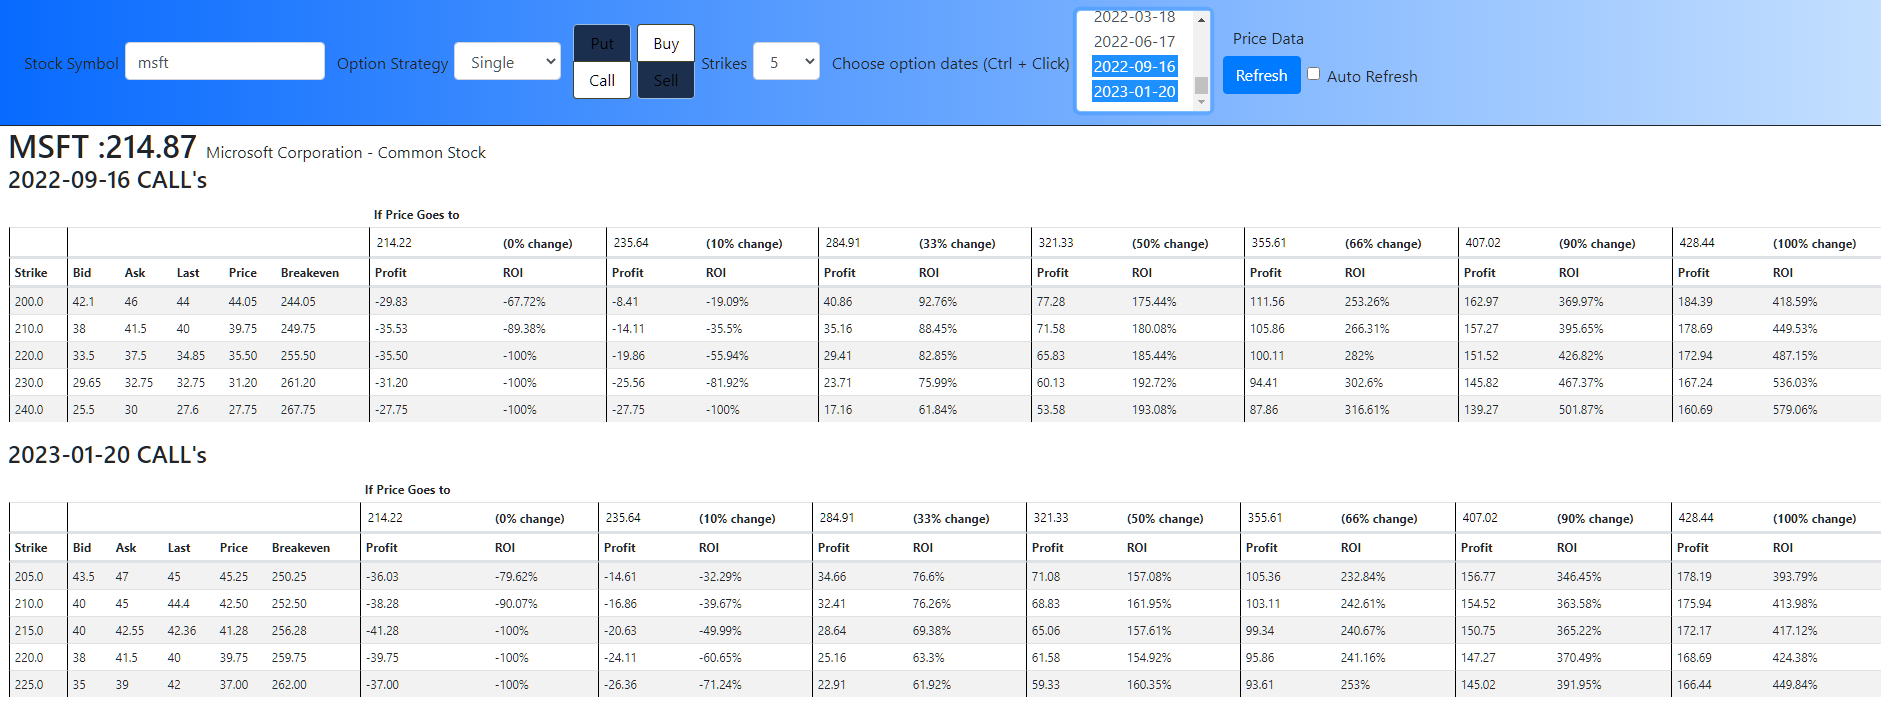 Stock Symbol msft Option Strategy Single Put Call Buy Sell Strikes 5 Choose option dates (Ctrl + Click)
2022-03-18
2022-06-17
2022-09-16
2023-01-20
Price Data
Refresh Auto Refresh
MSFT :214.87 Microsoft Corporation - Common Stock
2022-09-16 CALL's
If Price Goes to
214.22 (0% change) 235.64 (10% change) 284.91 (33% change) 321.33 (50% change) 355.61 (66% change) 407.02 (90% change) 428.44 (100% change)
Strike Bid Ask Last Price Breakeven Profit ROI Profit ROI Profit ROI Profit ROI Profit ROI Profit ROI Profit ROI
200.0 42.1 46 44 44.05 244.05 -29.83 -67.72% -8.41 -19.09% 40.86 92.76% 77.28 175.44% 111.56 253.26% 162.97 369.97% 184.39 418.59%
210.0 38 41.5 40 39.75 249.75 -35.53 -89.38% -14.11 -35.5% 35.16 88.45% 71.58 180.08% 105.86 266.31% 157.27 395.65% 178.69 449.53%
220.0 33.5 37.5 34.85 35.50 255.50 -35.50 -100% -19.86 -55.94% 29.41 82.85% 65.83 185.44% 100.11 282% 151.52 426.82% 172.94 487.15%
230.0 29.65 32.75 32.75 31.20 261.20 -31.20 -100% -25.56 -81.92% 23.71 75.99% 60.13 192.72% 94.41 302.6% 145.82 467.37% 167.24 536.03%
240.0 25.5 30 27.6 27.75 267.75 -27.75 -100% -27.75 -100% 17.16 61.84% 53.58 193.08% 87.86 316.61% 139.27 501.87% 160.69 579.06%
2023-01-20 CALL's
If Price Goes to
214.22 (0% change) 235.64 (10% change) 284.91 (33% change) 321.33 (50% change) 355.61 (66% change) 407.02 (90% change) 428.44 (100% change)
Strike Bid Ask Last Price Breakeven Profit ROI Profit ROI Profit ROI Profit ROI Profit ROI Profit ROI Profit ROI
205.0 43.5 47 45 45.25 250.25 -36.03 -79.62% -14.61 -32.29% 34.66 76.6% 71.08 157.08% 105.36 232.84% 156.77 346.45% 178.19 393.79%
210.0 40 45 44.4 42.50 252.50 -38.28 -90.07% -16.86 -39.67% 32.41 76.26% 68.83 161.95% 103.11 242.61% 154.52 363.58% 175.94 413.98%
215.0 40 42.55 42.36 41.28 256.28 -41.28 -100% -20.63 -49.99% 28.64 69.38% 65.06 157.61% 99.34 240.67% 150.75 365.22% 172.17 417.12%
220.0 38 41.5 40 39.75 259.75 -39.75 -100% -24.11 -60.65% 25.16 63.3% 61.58 154.92% 95.86 241.16% 147.27 370.49% 168.69 424.38%
225.0 35 39 42 37.00 262.00 -37.00 -100% -26.36 -71.24% 22.91 61.92% 59.33 160.35% 93.61 253% 145.02 391.95% 166.44 449.84%